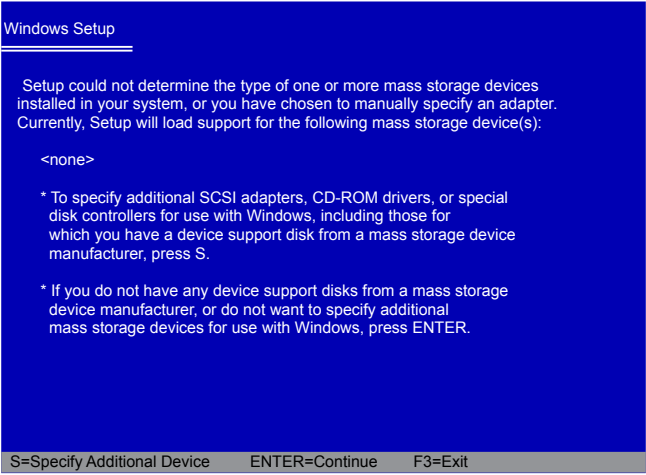 Windows Setup
Setup could not determine the type of one or more mass storage devices
installed in your system, or you have chosen to manually specify an adapter.
Currently, Setup will load support for the following mass storage device(s):
<none>
* To specify additional SCSI adapters, CD-ROM drivers, or special
disk controllers for use with Windows, including those for
which you have a device support disk from a mass storage device
manufacturer, press S.
* If you do not have any device support disks from a mass storage
device manufacturer, or do not want to specify additional
mass storage devices for use with Windows, press ENTER.
S=Specify Additional Device ENTER=Continue F3=Exit